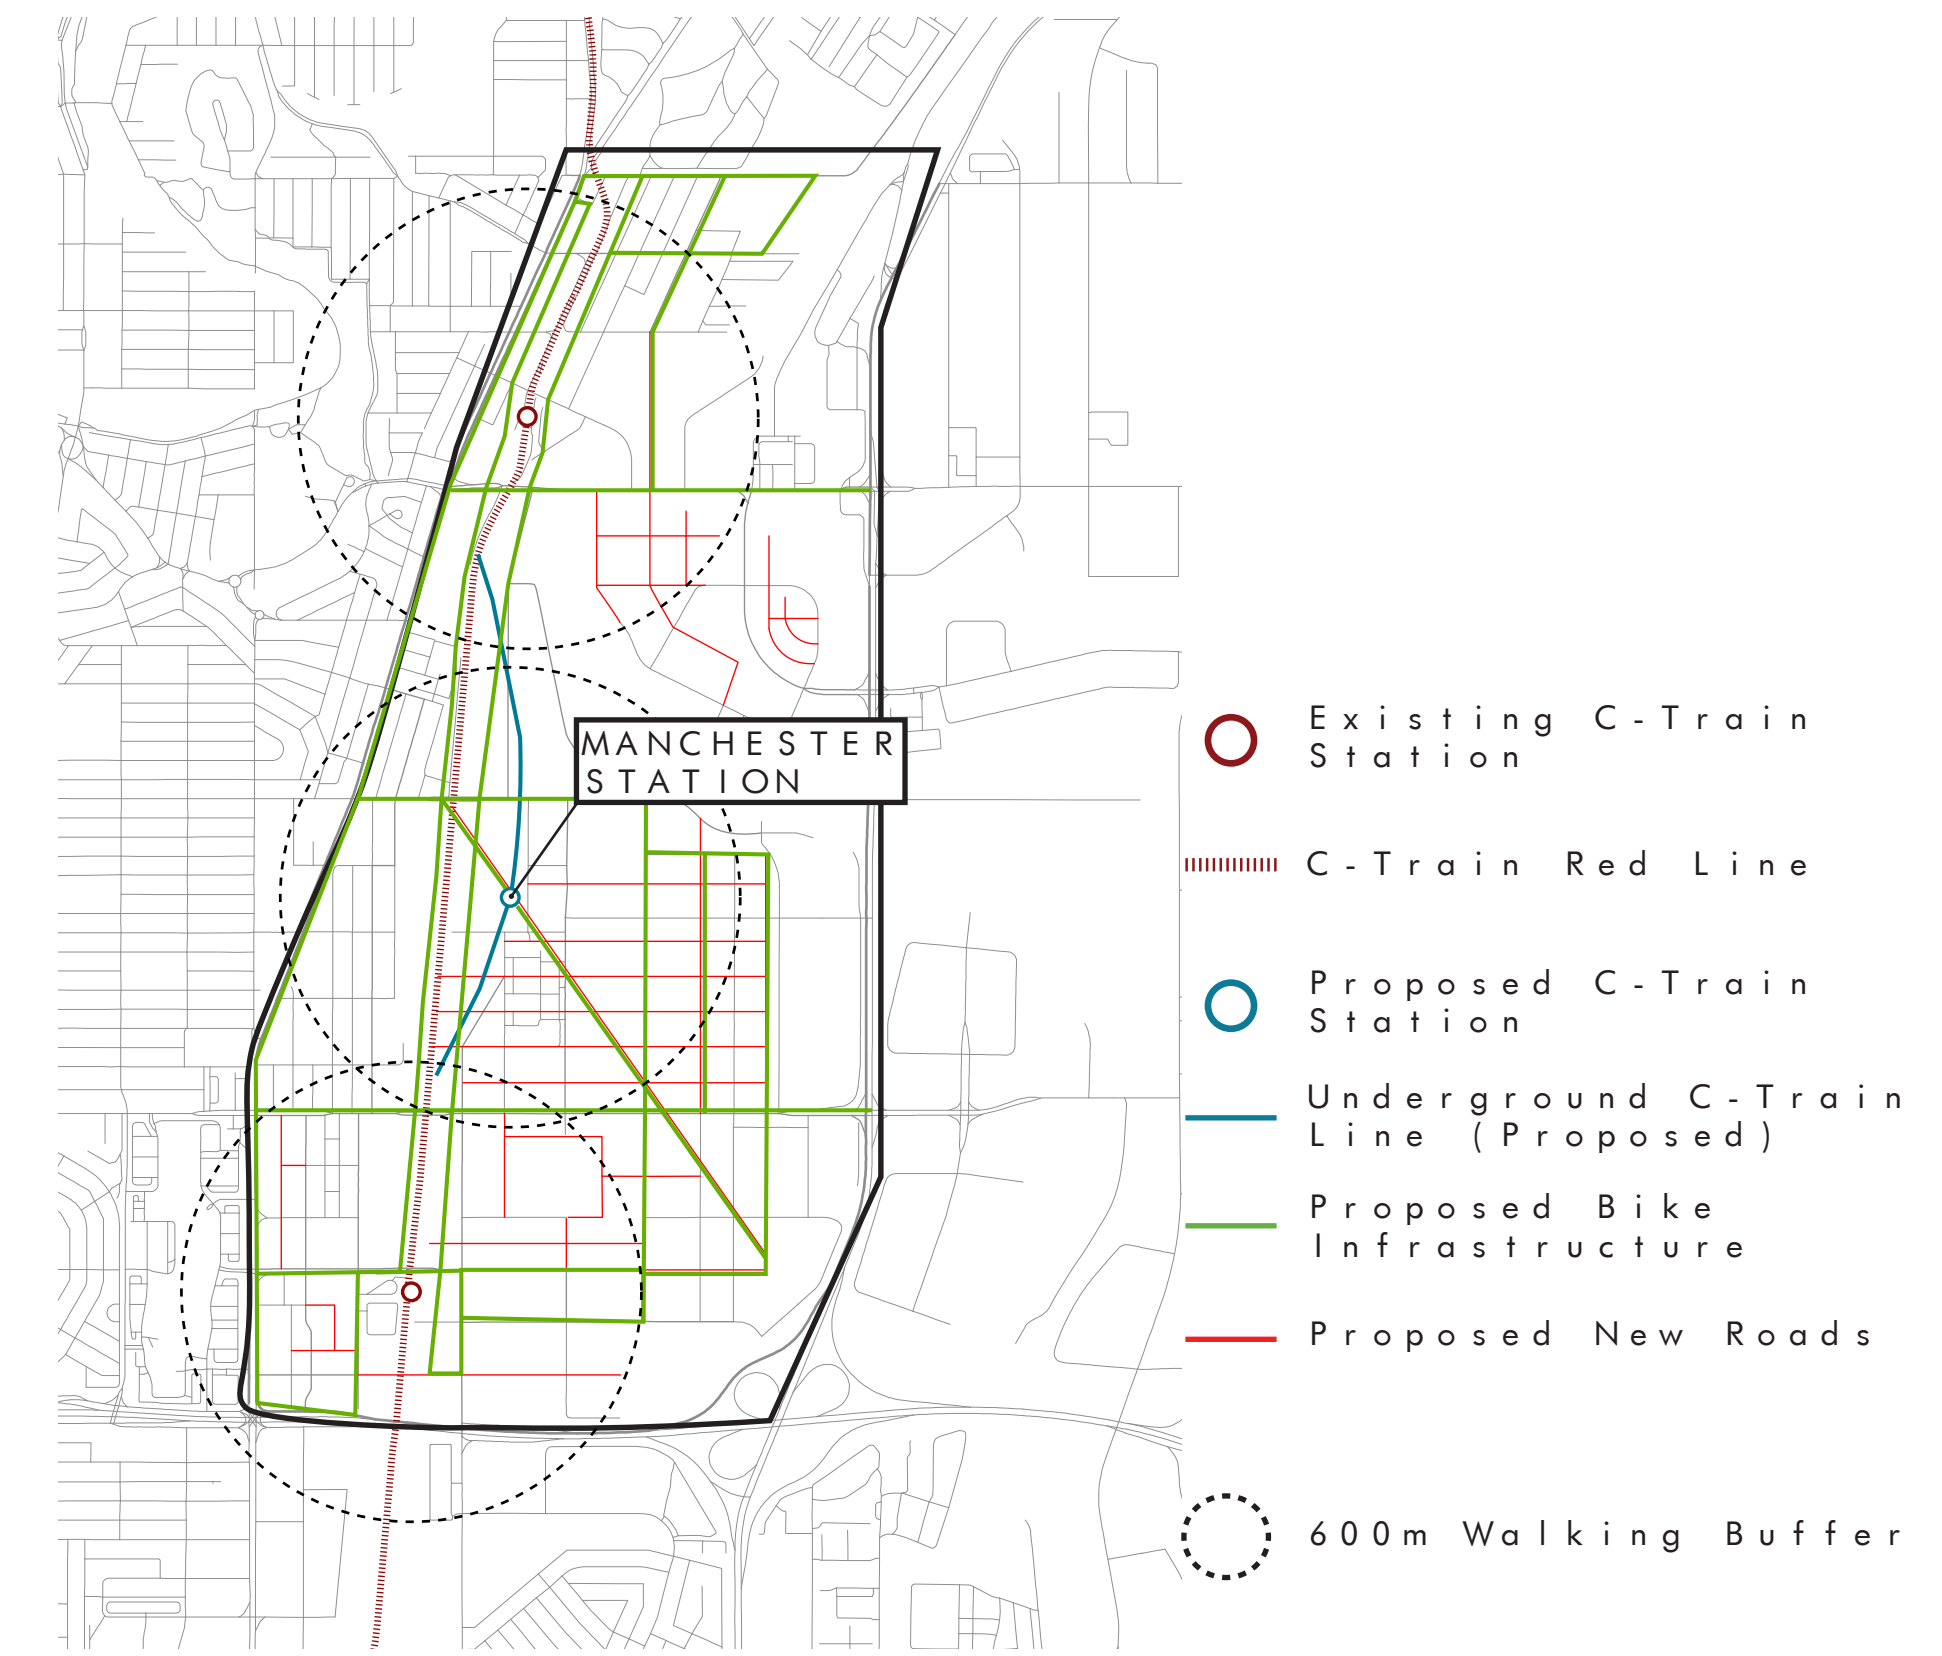 MANCHESTER
STATION
Existing C-Train
Station
C-Train Red Line
Proposed C-Train
Station
Underground C-Train
Line (Proposed)
Proposed Bike
Infrastructure
Proposed New Roads
600m Walking Buffer